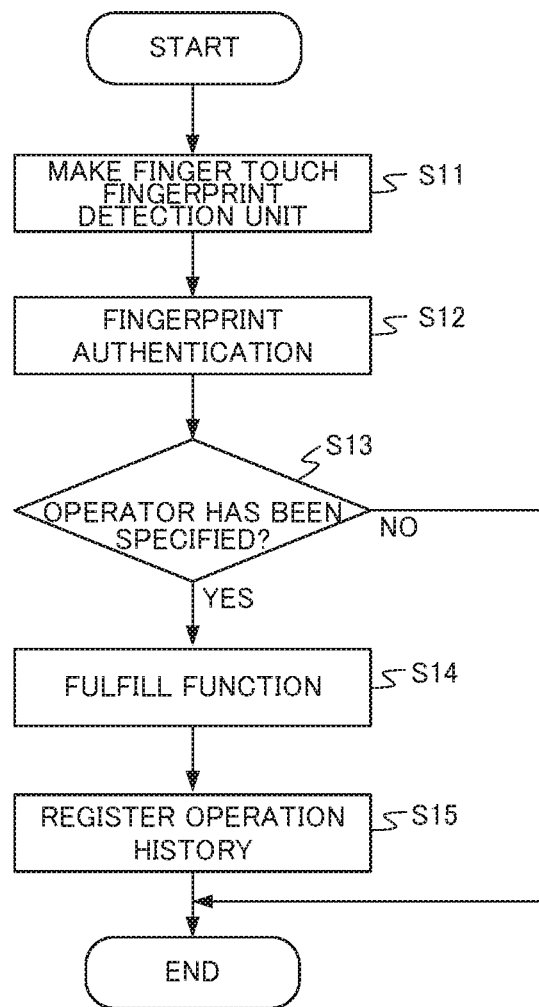 START
MAKE FINGER TOUCH
FINGERPRINT
DETECTION UNIT
S11
FINGERPRINT
AUTHENTICATION
S12
S13
OPERATOR HAS BEEN
SPECIFIED?
NO
YES
FULFILL FUNCTION
S14
REGISTER OPERATION
HISTORY
S15
END